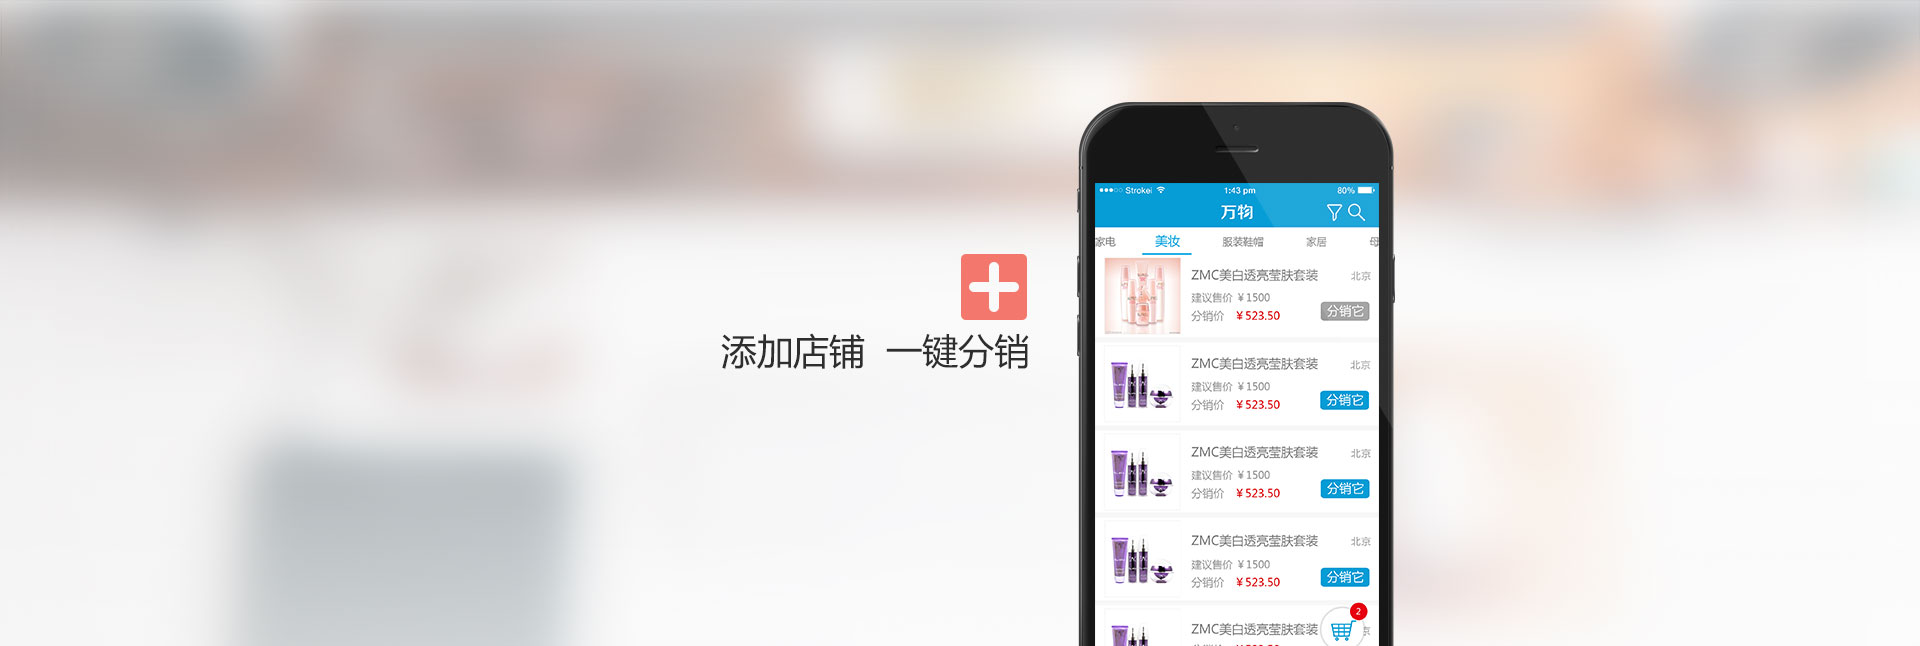 添加店铺 一键分销
Strokei 1:43 pm 80%
万物
家电 美妆 服装鞋帽 家居 母
ZMC美白透亮莹肤套装 北京
建议售价 ¥1500
分销价 ¥523.50 分销它
ZMC美白透亮莹肤套装 北京
建议售价 ¥1500
分销价 ¥523.50 分销它
ZMC美白透亮莹肤套装 北京
建议售价 ¥1500
分销价 ¥523.50 分销它
ZMC美白透亮莹肤套装 北京
建议售价 ¥1500
分销价 ¥523.50 分销它
2
ZMC美白透亮莹肤套装 京